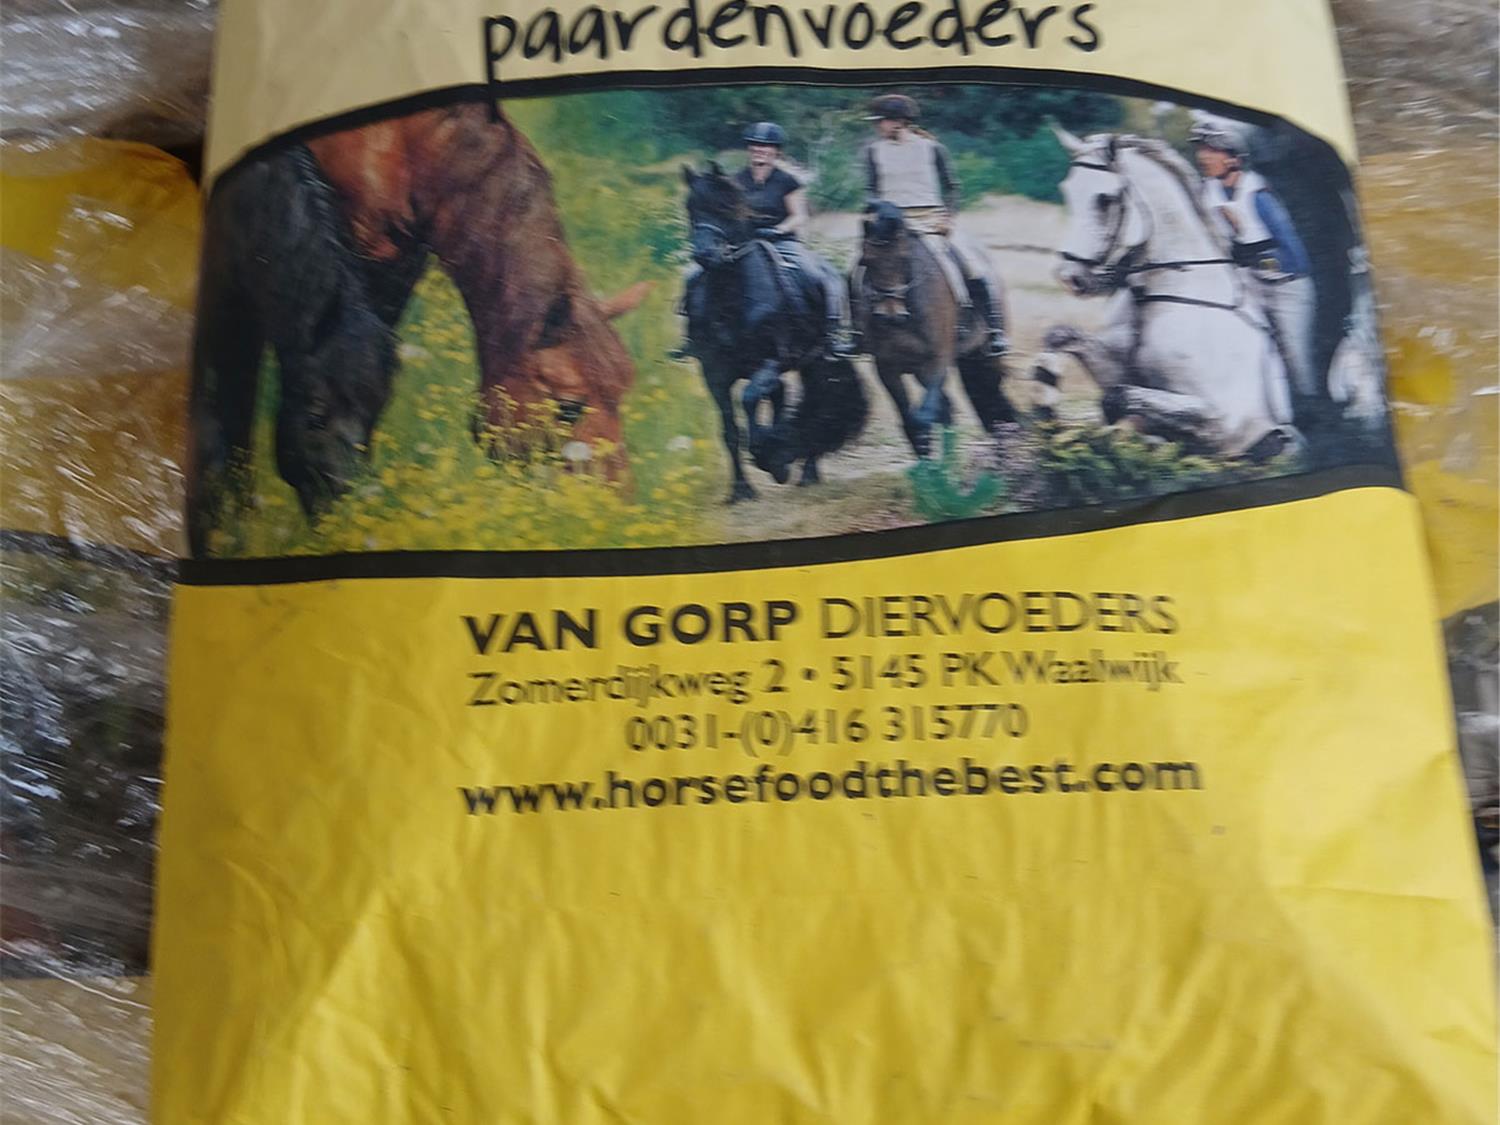 paardenvoeders
VAN GORP DIERVOEDERS
Zomerdijkweg 2 • 5145 PK Waalwijk
0031-(0)416 315770
www.horsefoodthebest.com